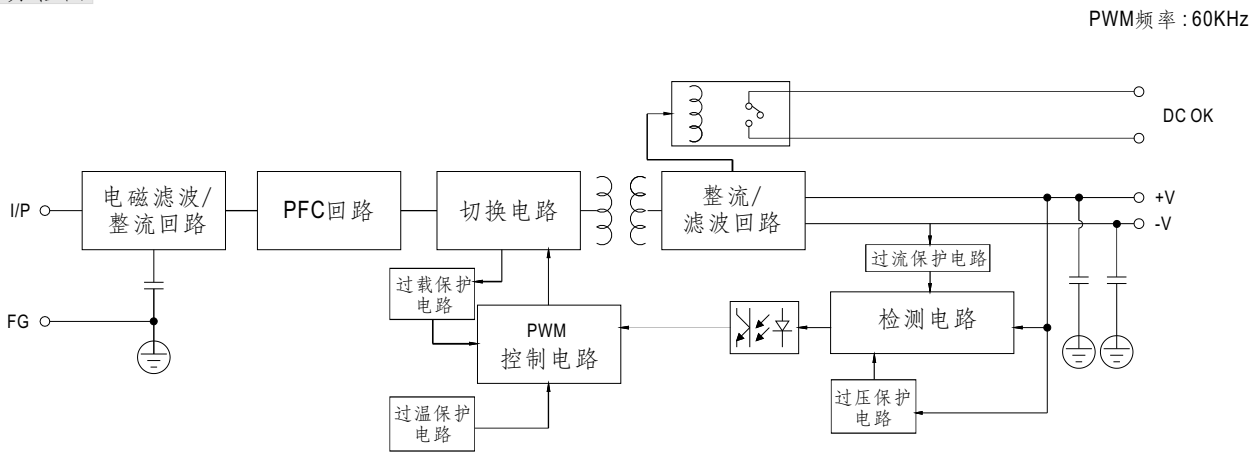 PWM频率 : 60KHz
DC OK
I/P
电磁滤波/
整流回路
PFC回路
切换电路
整流/
滤波回路
+V
-V
过流保护电路
过载保护
电路
FG
PWM
控制电路
检测电路
过温保护
电路
过压保护
电路